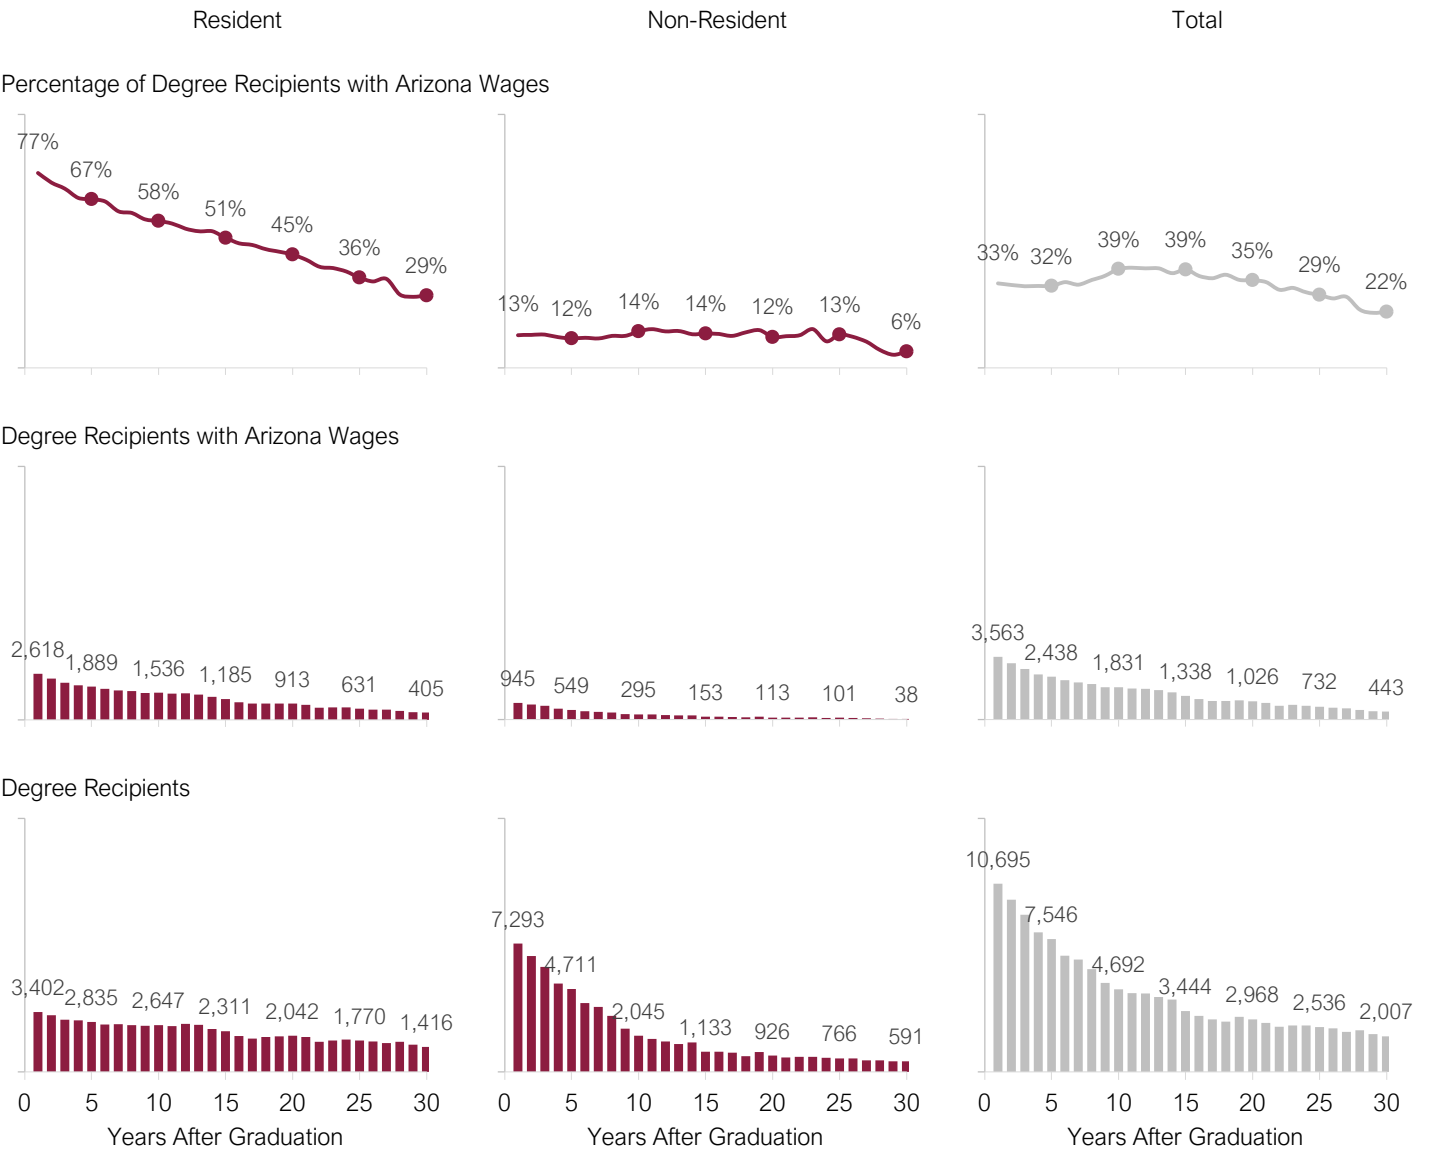 Resident Non-Resident Total
Percentage of Degree Recipients with Arizona Wages
77% 67% 58% 51% 45% 36% 29%
13% 12% 14% 14% 12% 13% 6%
33% 32% 39% 39% 35% 29% 22%
Degree Recipients with Arizona Wages
2,618 1,889 1,536 1,185 913 631 405
945 549 295 153 113 101 38
3,563 2,438 1,831 1,338 1,026 732 443
Degree Recipients
3,402 2,835 2,647 2,311 2,042 1,770 1,416
7,293 4,711 2,045 1,133 926 766 591
10,695 7,546 4,692 3,444 2,968 2,536 2,007
0 5 10 15 20 25 30
0 5 10 15 20 25 30
0 5 10 15 20 25 30
Years After Graduation Years After Graduation Years After Graduation